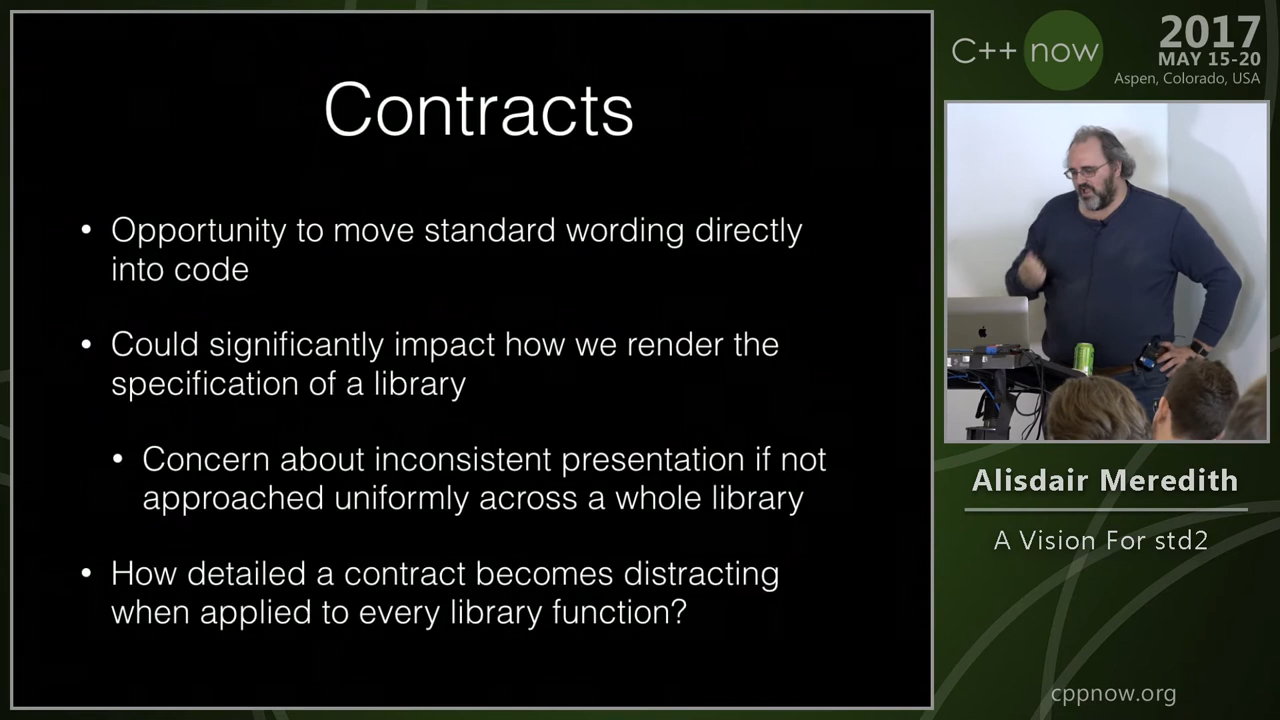 Contracts
• Opportunity to move standard wording directly
into code
• Could significantly impact how we render the
specification of a library
• Concern about inconsistent presentation if not
approached uniformly across a whole library
• How detailed a contract becomes distracting
when applied to every library function?
C++ now
2017
MAY 15-20
Aspen, Colorado, USA
Alisdair Meredith
A Vision For std2
cppnow.org